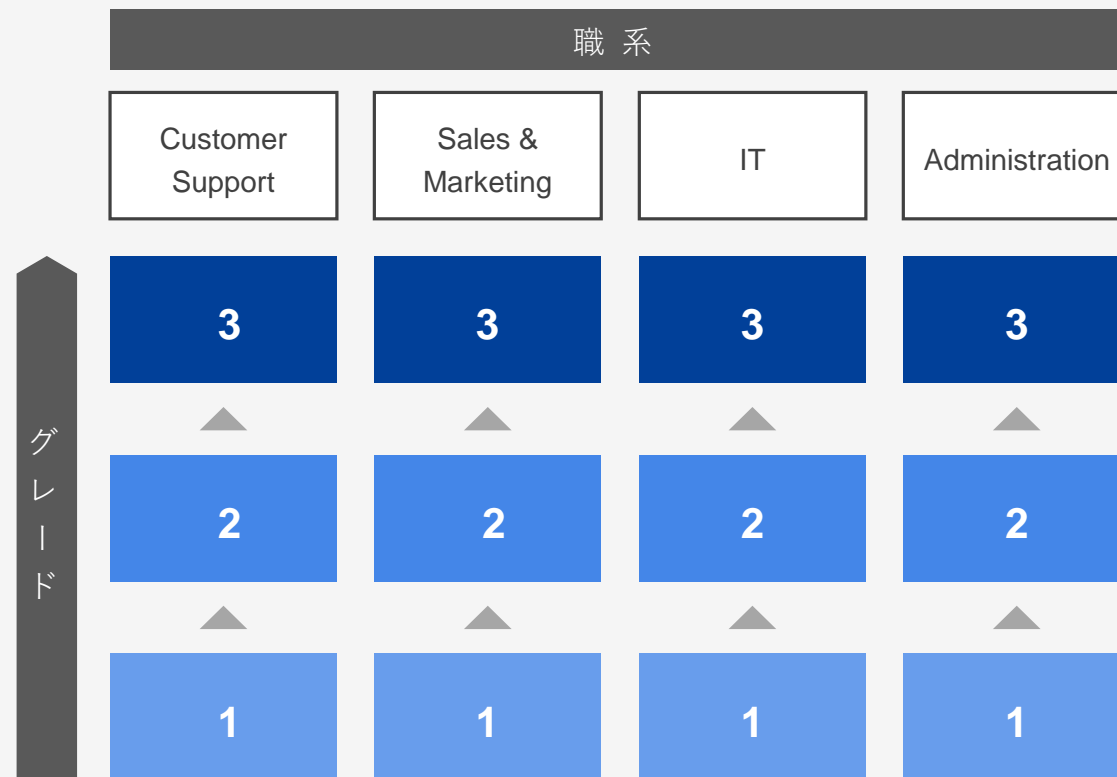 職系
Customer
Support
Sales &
Marketing
IT
Administration
グレード
3 3 3 3
2 2 2 2
1 1 1 1